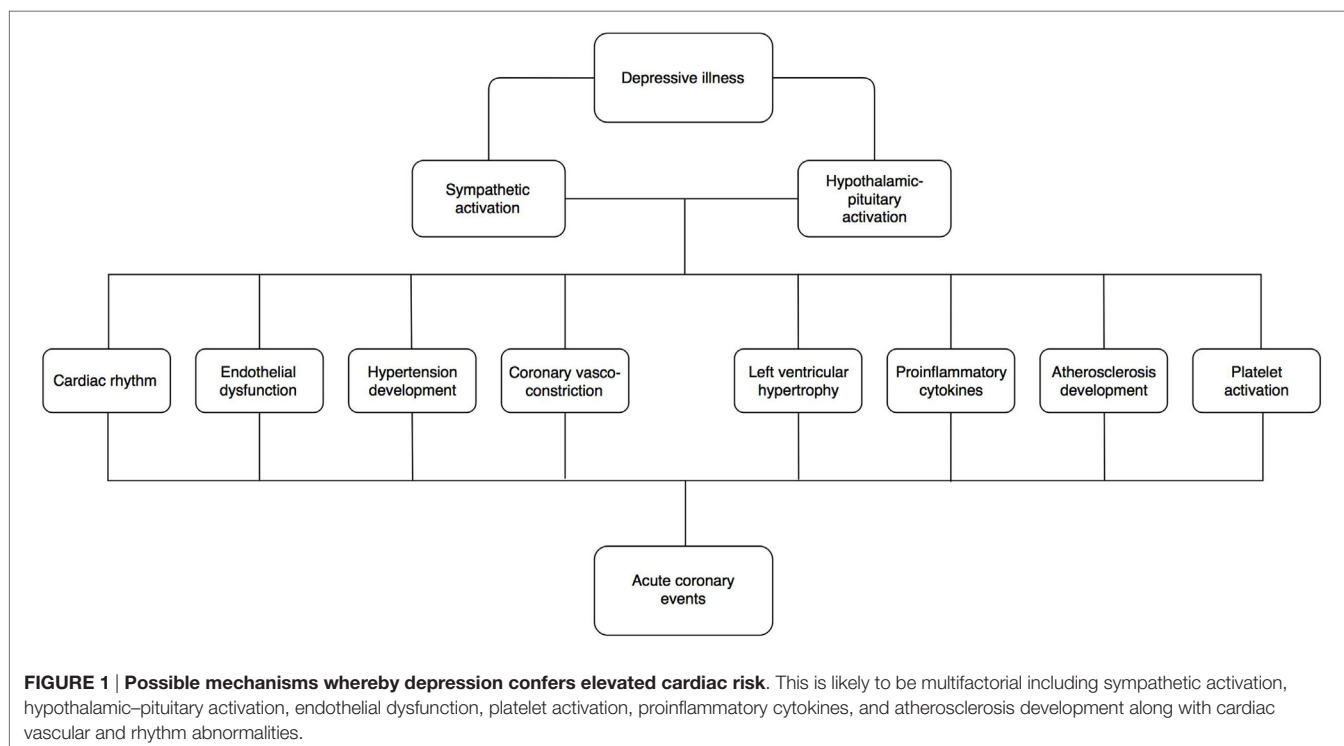 Depressive illness
Sympathetic
activation
Hypothalamic-
pituitary
activation
Cardiac rhythm
Endothelial
dysfunction
Hypertension
development
Coronary vaso-
constriction
Left ventricular
hypertrophy
Proinflammatory
cytokines
Atherosclerosis
development
Platelet
activation
Acute coronary
events
FIGURE 1 | Possible mechanisms whereby depression confers elevated cardiac risk. This is likely to be multifactorial including sympathetic activation,
hypothalamic–pituitary activation, endothelial dysfunction, platelet activation, proinflammatory cytokines, and atherosclerosis development along with cardiac
vascular and rhythm abnormalities.